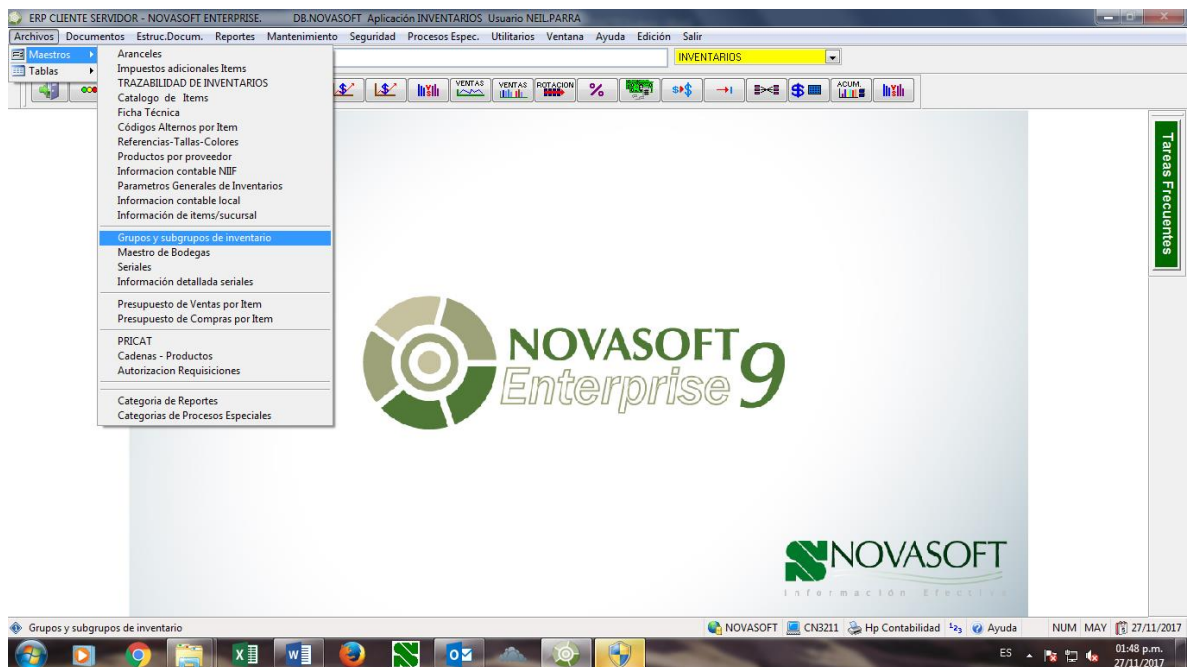 ERP CLIENTE SERVIDOR - NOVASOFT ENTERPRISE. DB.NOVASOFT Aplicación INVENTARIOS Usuario NEIL.PARRA
Archivos Documentos Estruc.Docum. Reportes Mantenimiento Seguridad Procesos Espec. Utilitarios Ventana Ayuda Edición Salir
Maestros
Tablas
INVENTARIOS
VENTAS VENTAS ROTACION % ACUM.
Aranceles
Impuestos adicionales Items
TRAZABILIDAD DE INVENTARIOS
Catalogo de Items
Ficha Técnica
Códigos Alternos por Item
Referencias-Tallas-Colores
Productos por proveedor
Informacion contable NIIF
Parametros Generales de Inventarios
Informacion contable local
Información de items/sucursal
Grupos y subgrupos de inventario
Maestro de Bodegas
Seriales
Información detallada seriales
Presupuesto de Ventas por Item
Presupuesto de Compras por Item
PRICAT
Cadenas - Productos
Autorizacion Requisiciones
Categoria de Reportes
Categorias de Procesos Especiales
Tareas Frecuentes
NOVASOFT
Enterprise 9
NOVASOFT
Información Efectiva
Grupos y subgrupos de inventario NOVASOFT CN3211 Hp Contabilidad 123 Ayuda NUM MAY 27/11/2017
ES 01:48 p.m.
27/11/2017